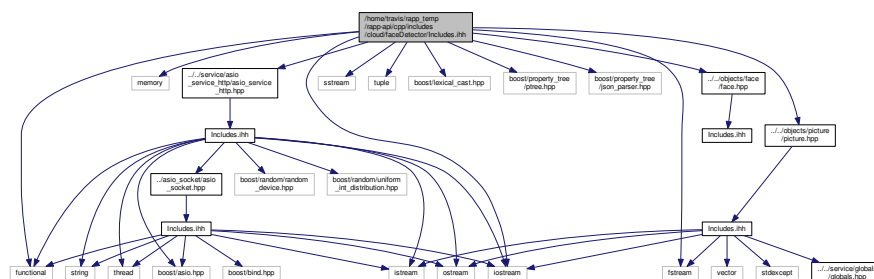 /home/travis/rapp_temp
/rapp-api/cpp/includes
/cloud/faceDetector/Includes.ihh
memory
../../service/asio
_service_http/asio_service
_http.hpp
sstream
tuple
boost/lexical_cast.hpp
boost/property_tree
/ptree.hpp
boost/property_tree
/json_parser.hpp
../../objects/face
/face.hpp
Includes.ihh
Includes.ihh
../../objects/picture
/picture.hpp
../asio_socket/asio
_socket.hpp
boost/random/random
_device.hpp
boost/random/uniform
_int_distribution.hpp
Includes.ihh
Includes.ihh
functional
string
thread
boost/asio.hpp
boost/bind.hpp
istream
ostream
iostream
fstream
vector
stdexcept
../../service/globals
/globals.hpp